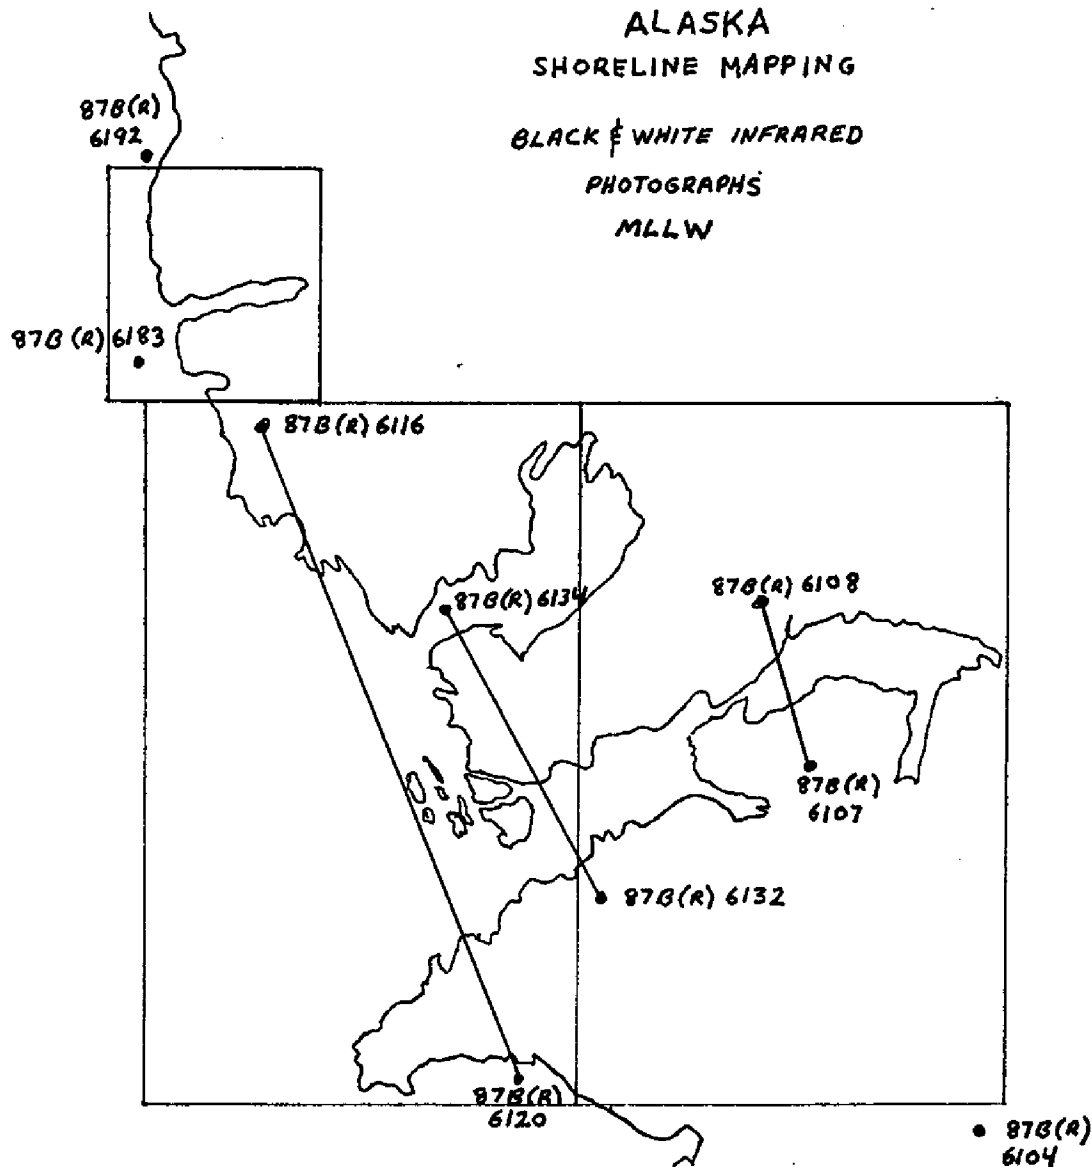 ALASKA
SHORELINE MAPPING
BLACK & WHITE INFRARED
PHOTOGRAPHS
MLLW
87B(R)
6192
87B(R) 6183
87B(R) 6116
87B(R) 6134
87B(R) 6108
87B(R)
6107
87B(R) 6132
87B(R)
6120
87B(R)
6104